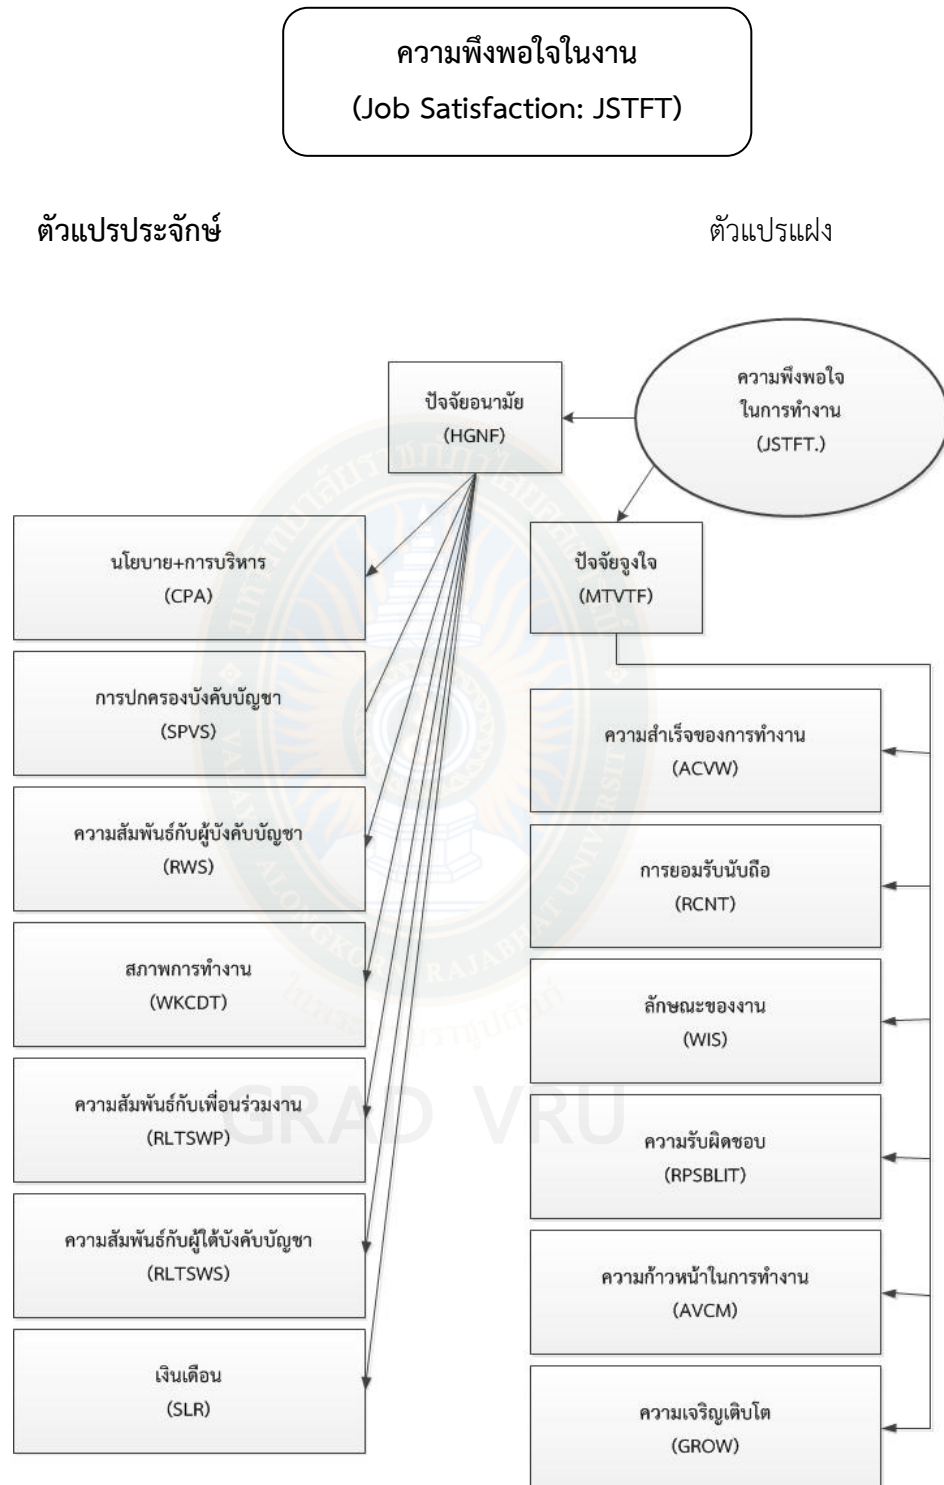 ความพึงพอใจในงาน
(Job Satisfaction: JSTFT)
ตัวแปรประจักษ์
ตัวแปรแฝง
ความพึงพอใจ
ในการทำงาน
(JSTFT.)
ปัจจัยอนามัย
(HGNF)
ปัจจัยจูงใจ
(MTVTF)
นโยบาย+การบริหาร
(CPA)
การปกครองบังคับบัญชา
(SPVS)
ความสัมพันธ์กับผู้บังคับบัญชา
(RWS)
สภาพการทำงาน
(WKCDT)
ความสัมพันธ์กับเพื่อนร่วมงาน
(RLTSWP)
ความสัมพันธ์กับผู้ใต้บังคับบัญชา
(RLTSWS)
เงินเดือน
(SLR)
ความสำเร็จของการทำงาน
(ACVW)
การยอมรับนับถือ
(RCNT)
ลักษณะของงาน
(WIS)
ความรับผิดชอบ
(RPSBLIT)
ความก้าวหน้าในการทำงาน
(AVCM)
ความเจริญเติบโต
(GROW)
GRAD VRU